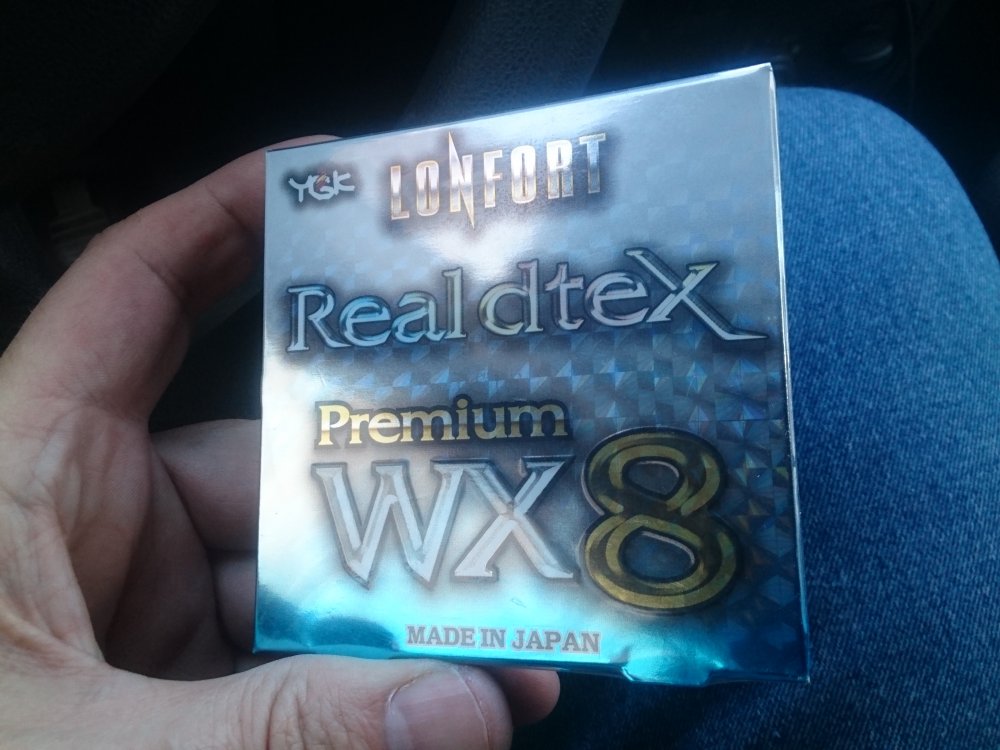 YGK LONFORT
Real dteX
Premium
WX8
MADE IN JAPAN